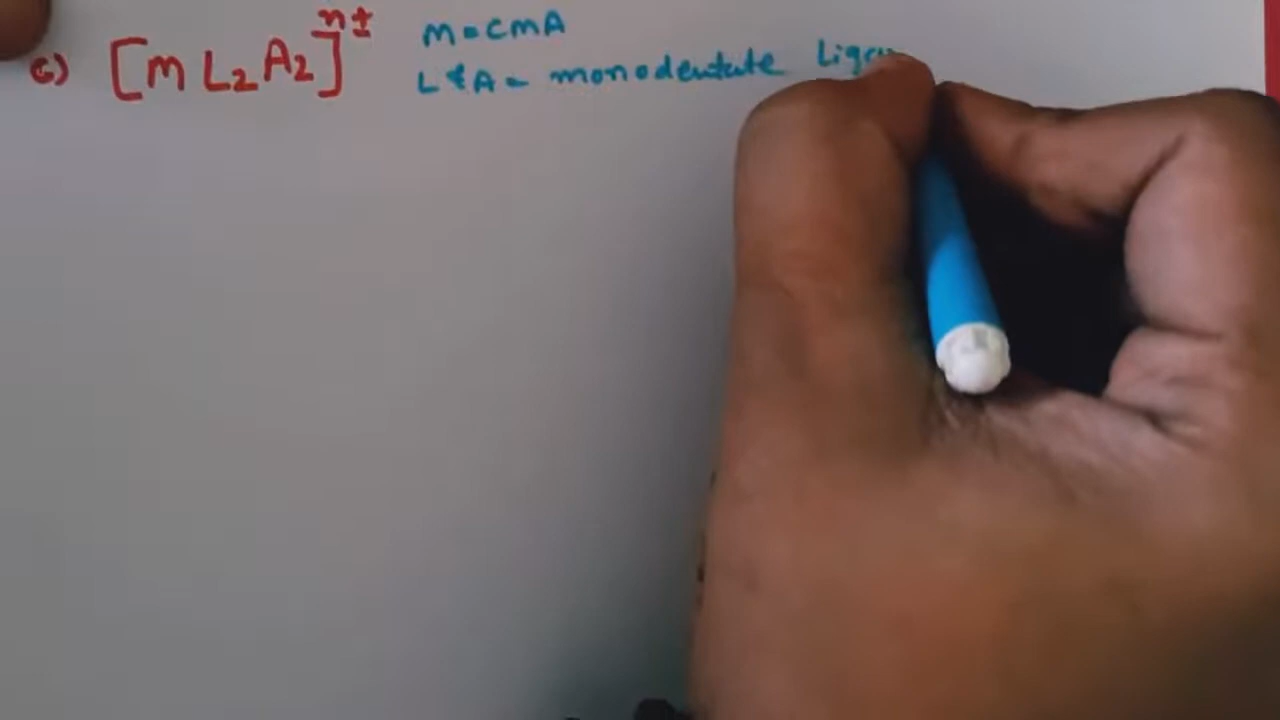 c) [M L2 A2]n± M = CMA
L & A = monodentate